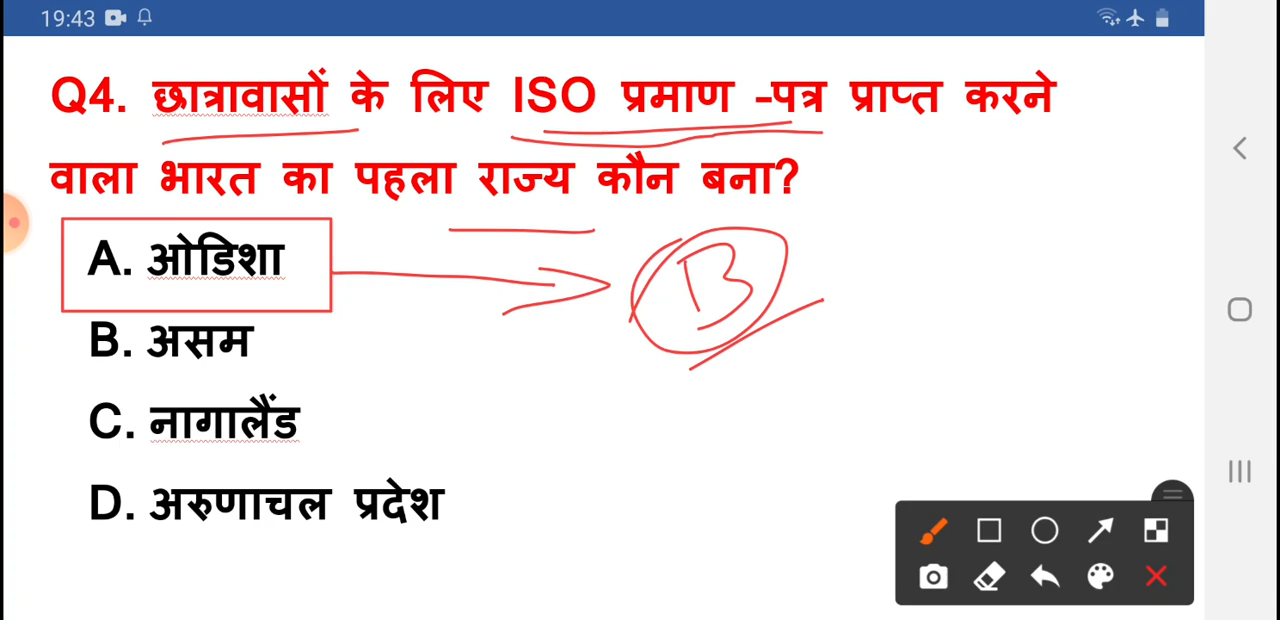 19:43
Q4. छात्रावासों के लिए ISO प्रमाण -पत्र प्राप्त करने
वाला भारत का पहला राज्य कौन बना?
A. ओडिशा
B
B. असम
C. नागालैंड
D. अरुणाचल प्रदेश